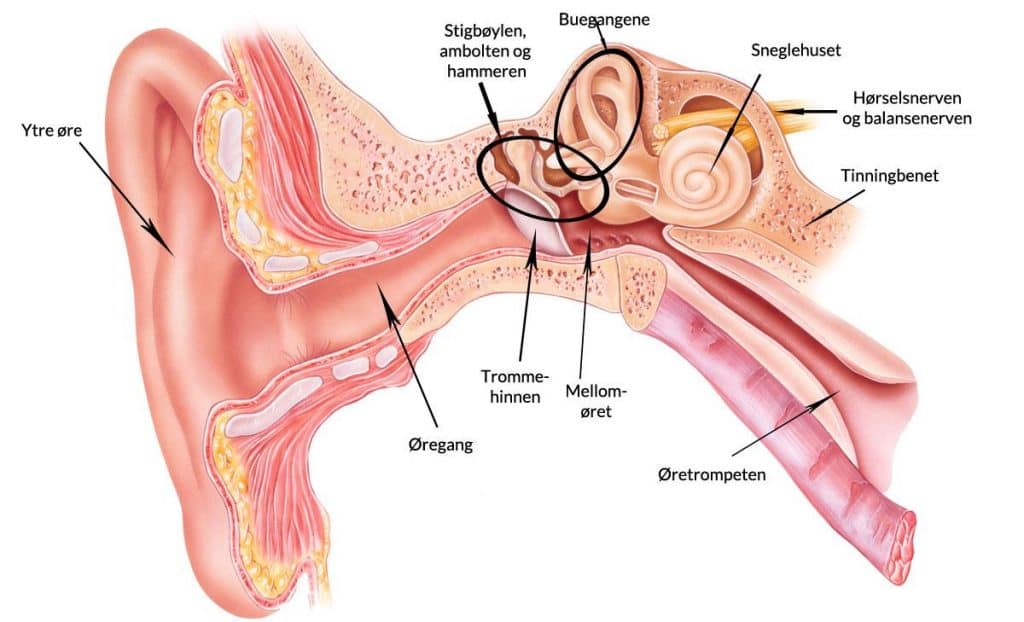 Buegangene
Stigbøylen,
ambolten og
hammeren
Sneglehuset
Hørselsnerven
og balansenerven
Ytre øre
Tinningbenet
Tromme-
hinnen
Mellom-
øret
Øregang
Øretrompeten